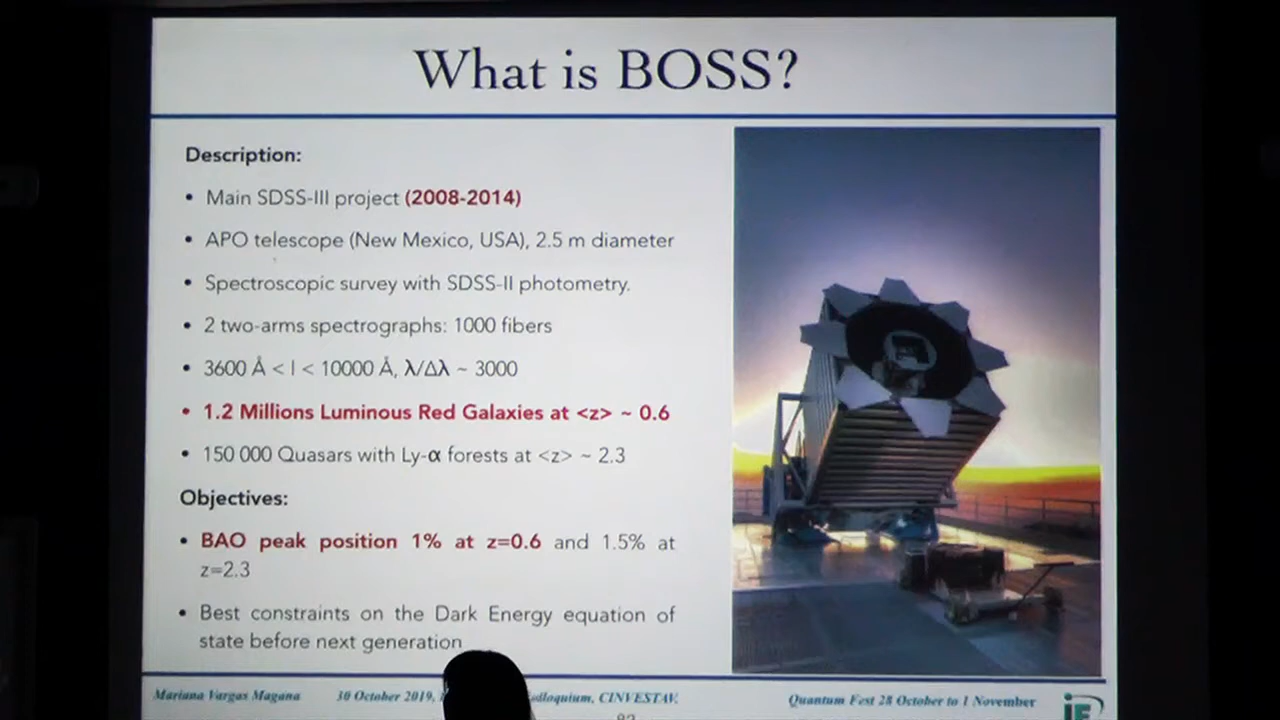 What is BOSS?
Description:
• Main SDSS-III project (2008-2014)
• APO telescope (New Mexico, USA), 2.5 m diameter
• Spectroscopic survey with SDSS-II photometry.
• 2 two-arms spectrographs: 1000 fibers
• 3600 Å < l < 10000 Å, λ/Δλ ~ 3000
• 1.2 Millions Luminous Red Galaxies at <z> ~ 0.6
• 150 000 Quasars with Ly-α forests at <z> ~ 2.3
Objectives:
• BAO peak position 1% at z=0.6 and 1.5% at
z=2.3
• Best constraints on the Dark Energy equation of
state before next generation
Mariana Vargas Magana 30 October 2019, CINVESTAV. Quantum Fest 28 October to 1 November